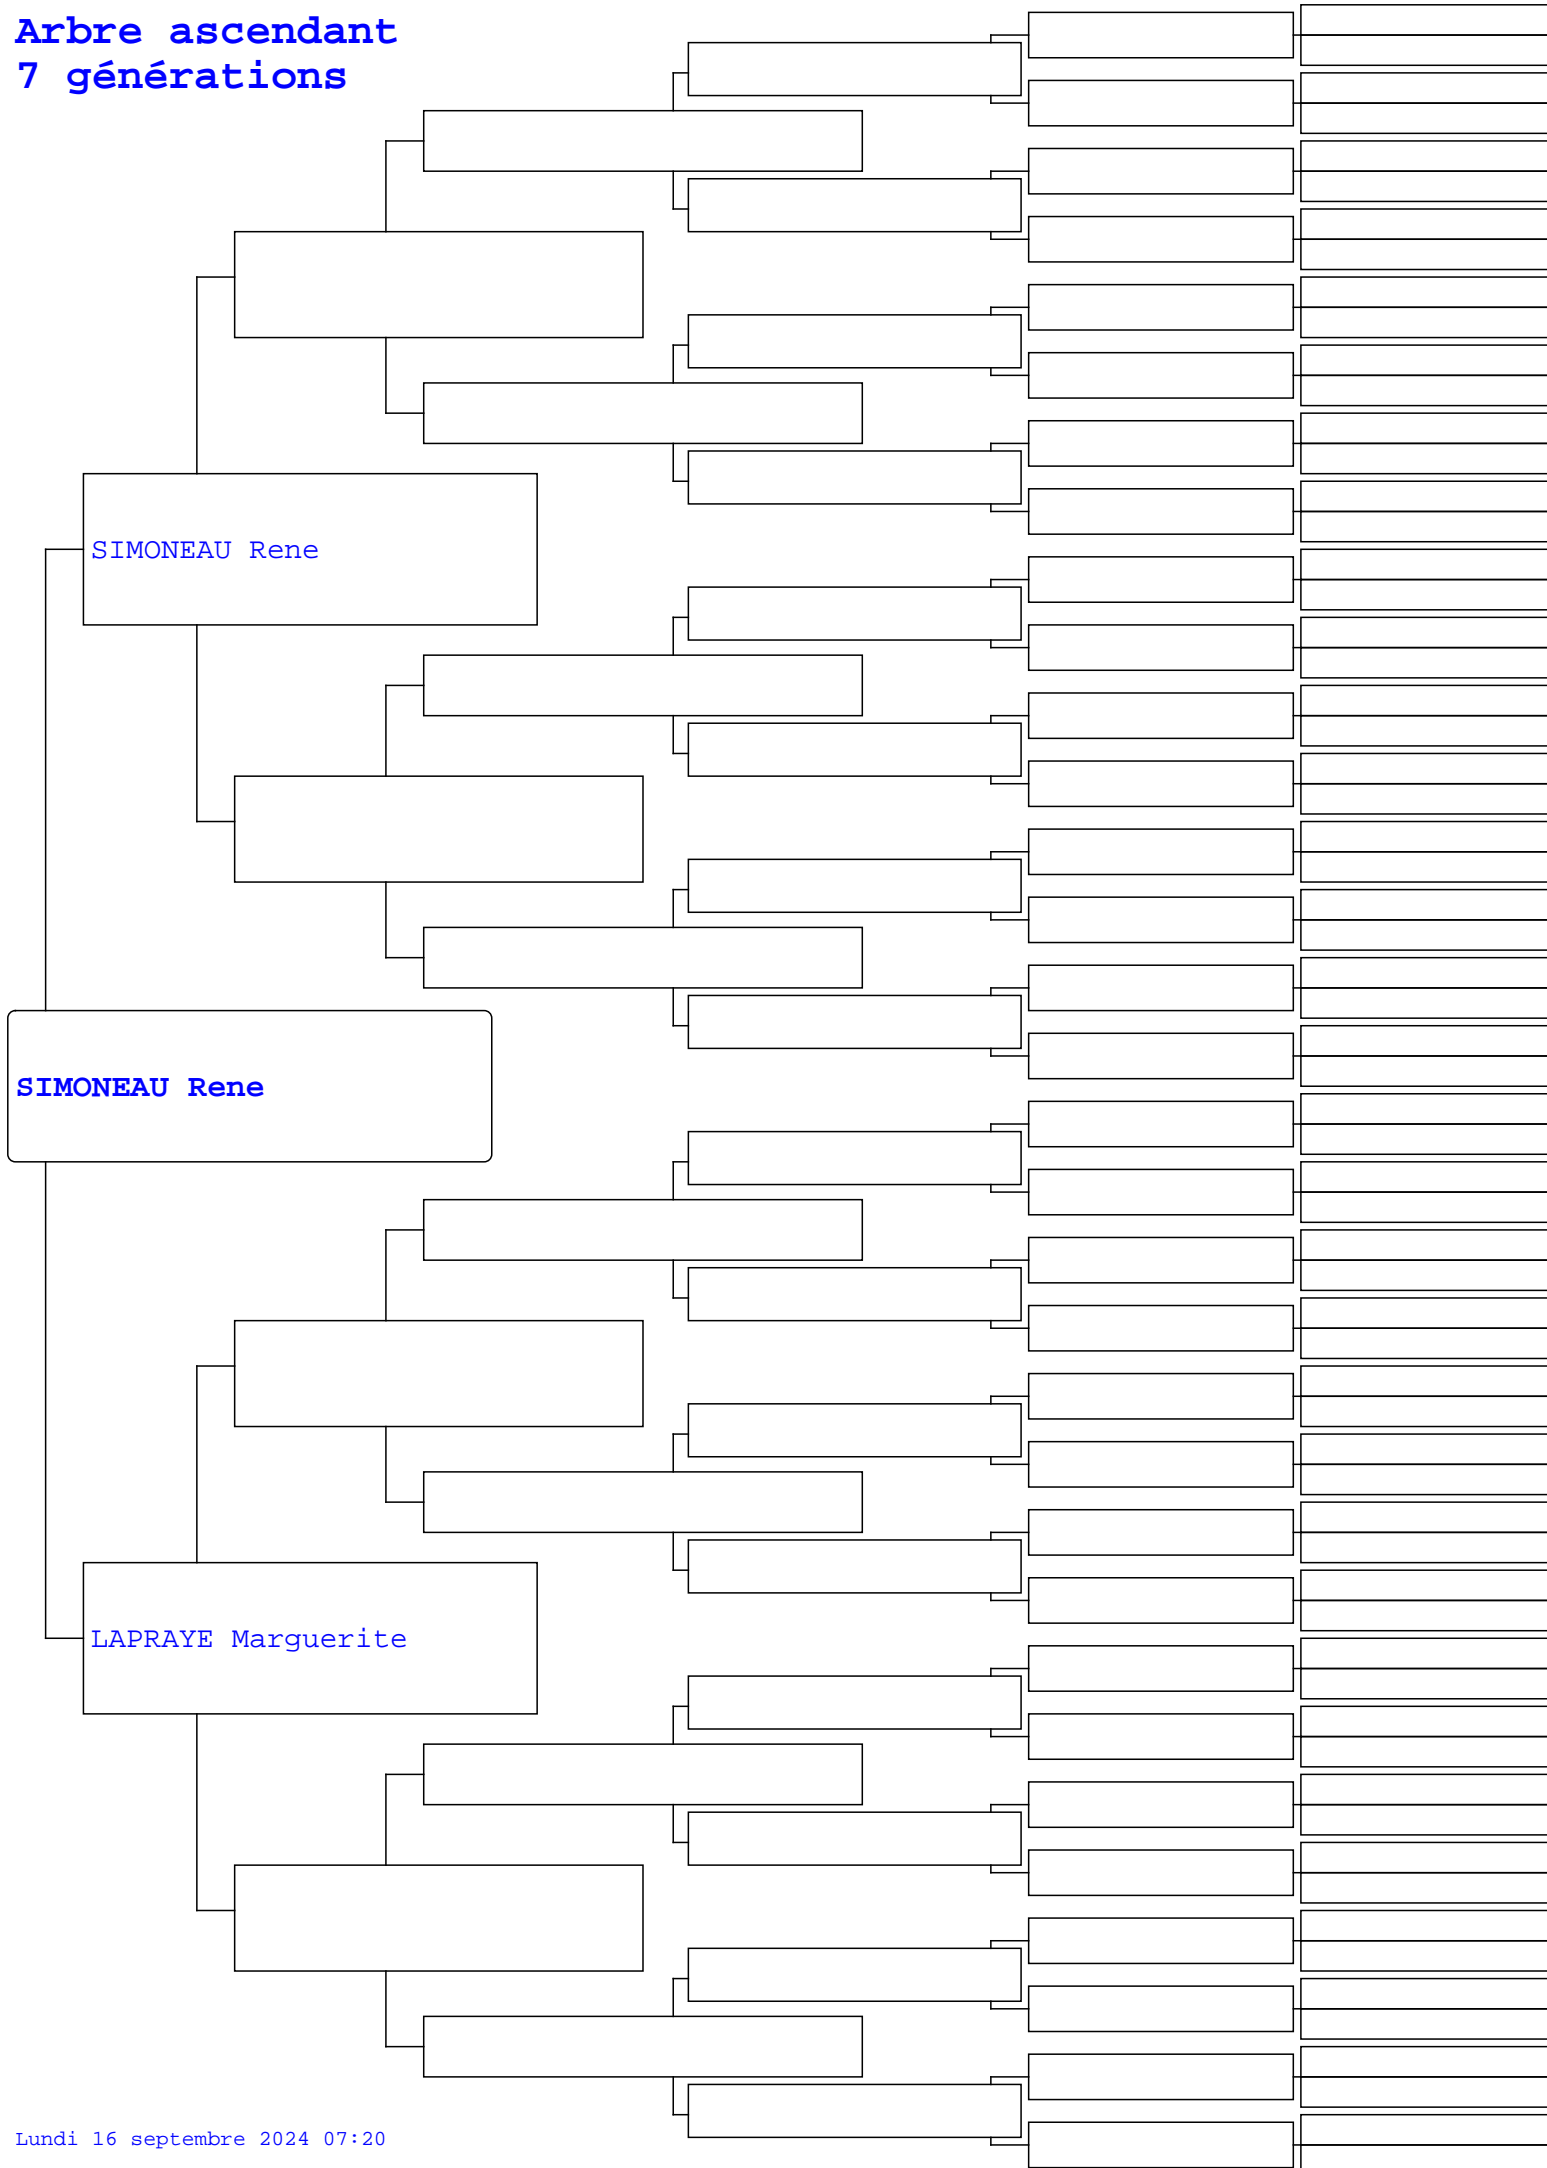 Arbre ascendant
7 générations
SIMONEAU Rene
SIMONEAU Rene
LAPRAYE Marguerite
Lundi 16 septembre 2024 07:20